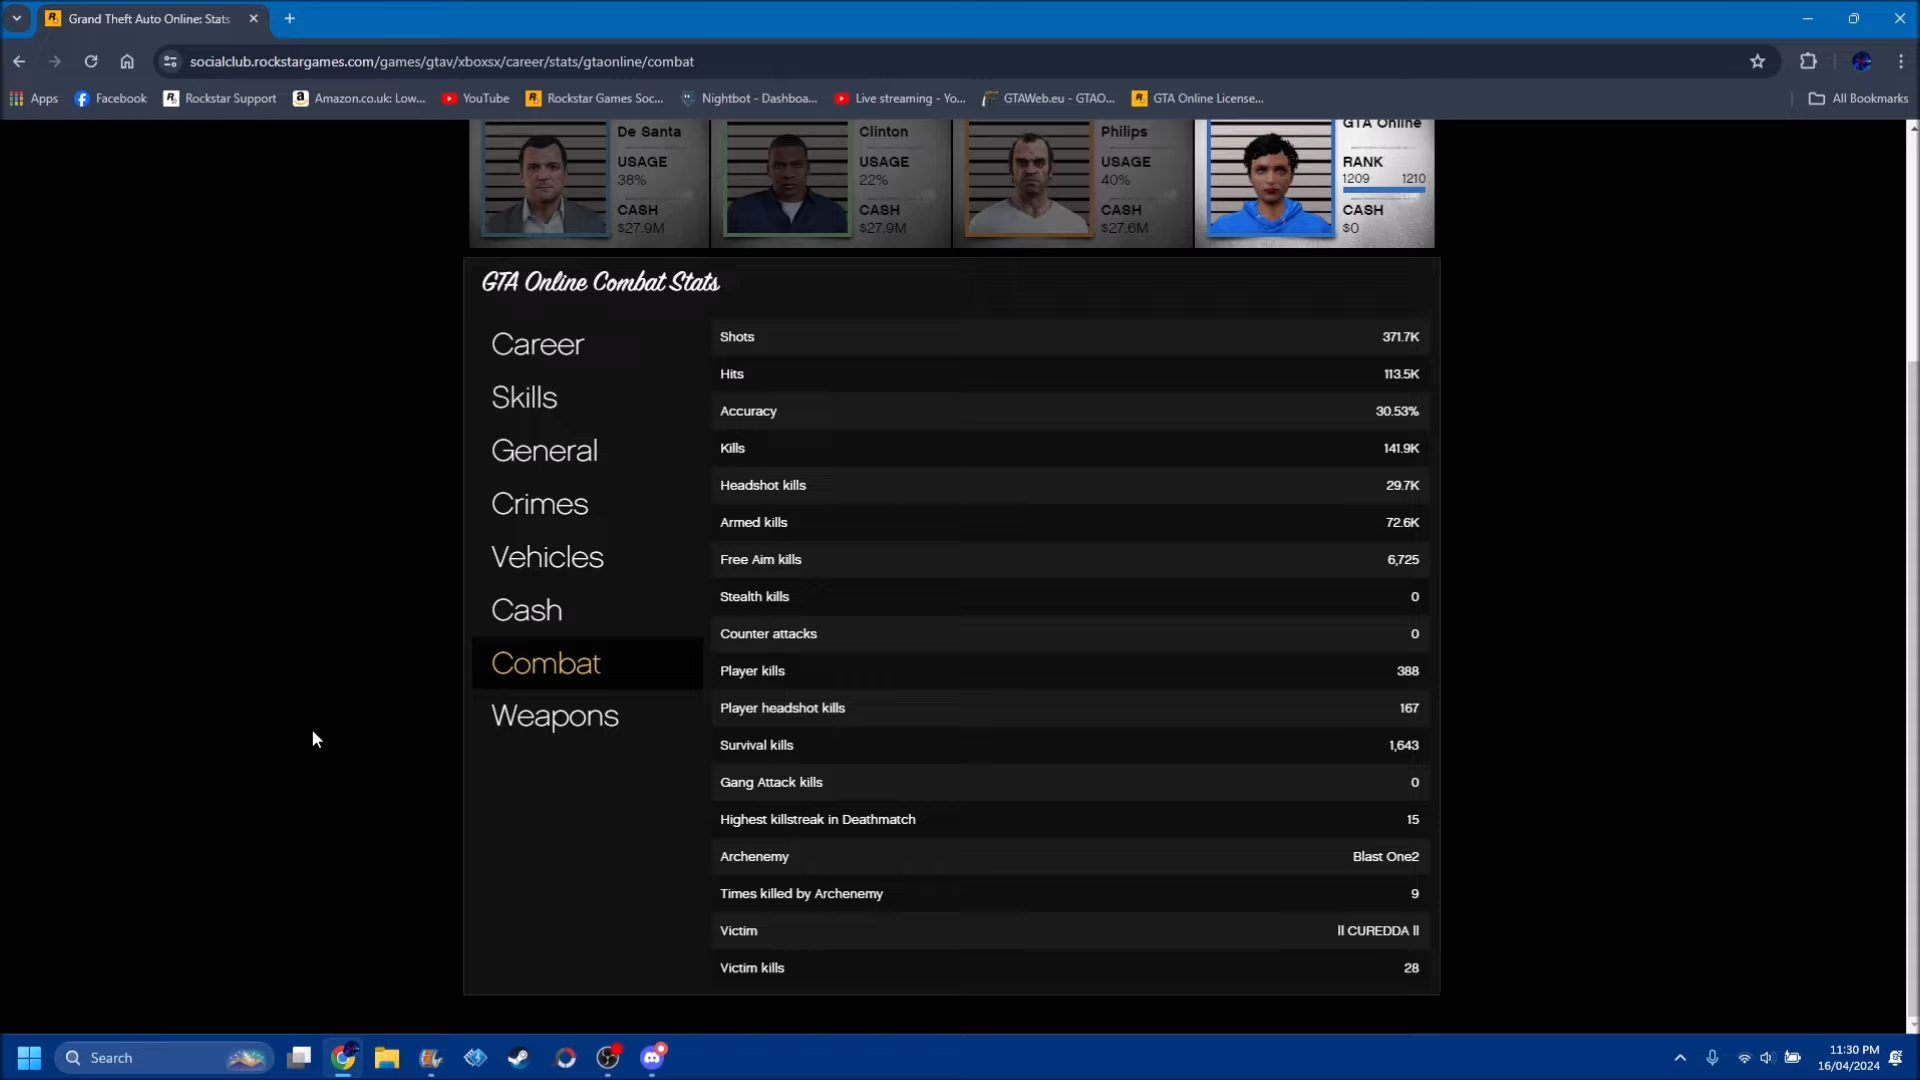 Grand Theft Auto Online: Stats
socialclub.rockstargames.com/games/gtav/xboxsx/career/stats/gtaonline/combat
Apps Facebook Rockstar Support Amazon.co.uk: Low... YouTube Rockstar Games Soc... Nightbot - Dashboa... Live streaming - Yo... GTAWeb.eu - GTAO... GTA Online License... All Bookmarks
De Santa
USAGE
38%
CASH
$27.9M
Clinton
USAGE
22%
CASH
$27.9M
Philips
USAGE
40%
CASH
$27.6M
GTA Online
RANK
1209 1210
CASH
$0
GTA Online Combat Stats
Career
Skills
General
Crimes
Vehicles
Cash
Combat
Weapons
Shots 371.7K
Hits 113.5K
Accuracy 30.53%
Kills 141.9K
Headshot kills 29.7K
Armed kills 72.6K
Free Aim kills 6,725
Stealth kills 0
Counter attacks 0
Player kills 388
Player headshot kills 167
Survival kills 1,643
Gang Attack kills 0
Highest killstreak in Deathmatch 15
Archenemy Blast One2
Times killed by Archenemy 9
Victim II CUREDDA II
Victim kills 28
Search
11:30 PM
16/04/2024